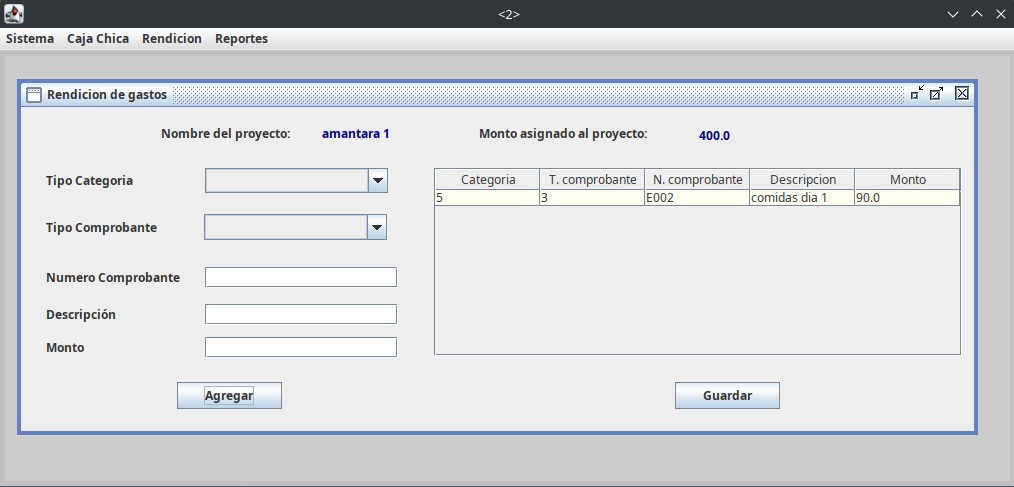 <2>
Sistema Caja Chica Rendicion Reportes
Rendicion de gastos
Nombre del proyecto: amantara 1 Monto asignado al proyecto: 400.0
Tipo Categoria
Tipo Comprobante
Numero Comprobante
Descripción
Monto
Agregar
Categoria T. comprobante N. comprobante Descripcion Monto
5 3 E002 comidas dia 1 90.0
Guardar